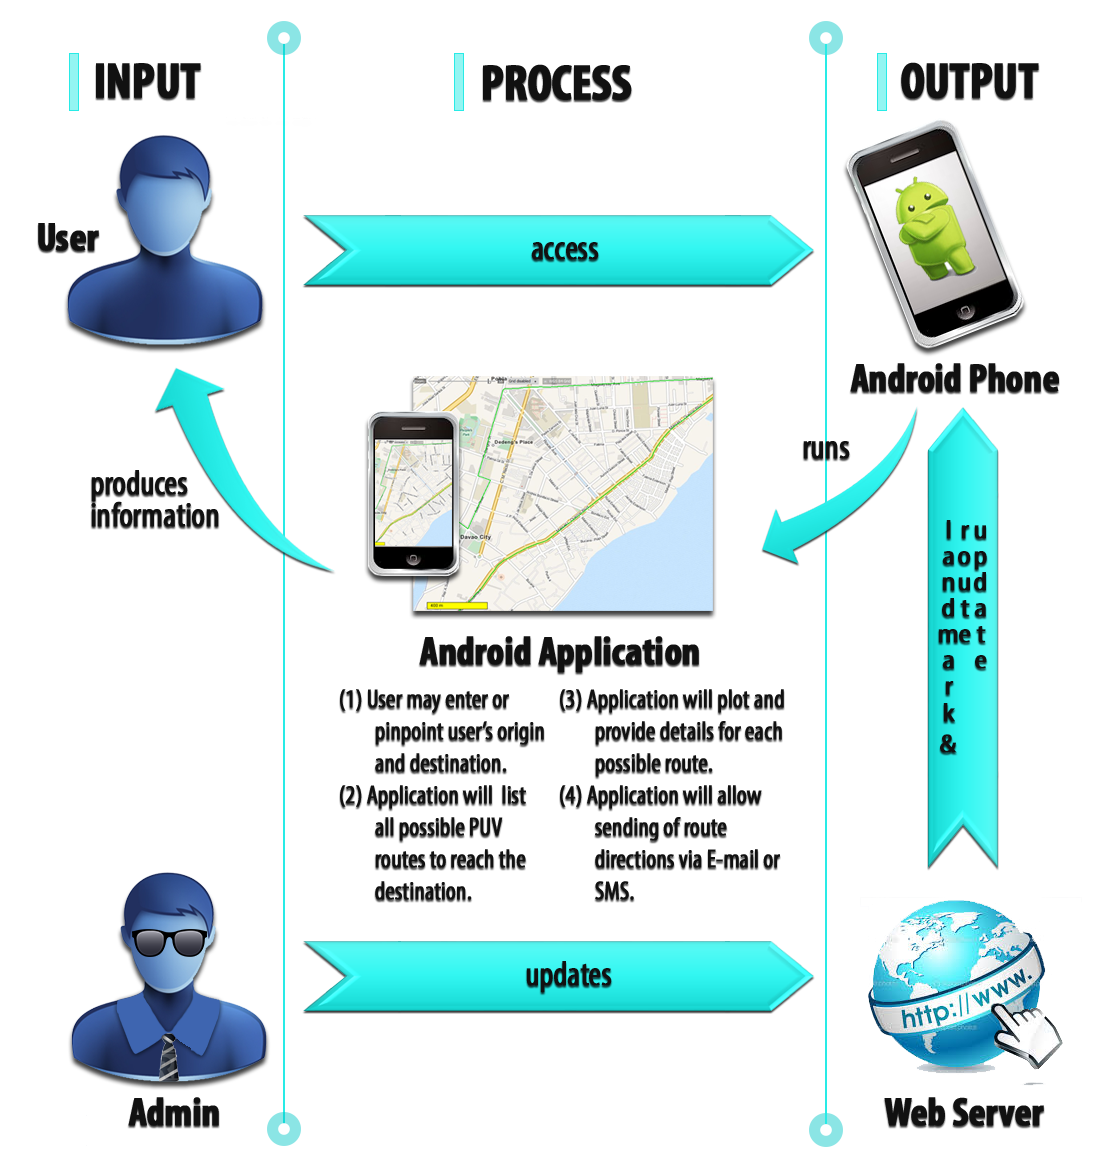 INPUT
PROCESS
OUTPUT
User
access
Android Phone
runs
produces
information
Dadang's Place
Davao City
Android Application
(1) User may enter or
pinpoint user's origin
and destination.
(2) Application will list
all possible PUV
routes to reach the
destination.
(3) Application will plot and
provide details for each
possible route.
(4) Application will allow
sending of route
directions via E-mail or
SMS.
update
route
landmark &
updates
http://www.
Admin
Web Server